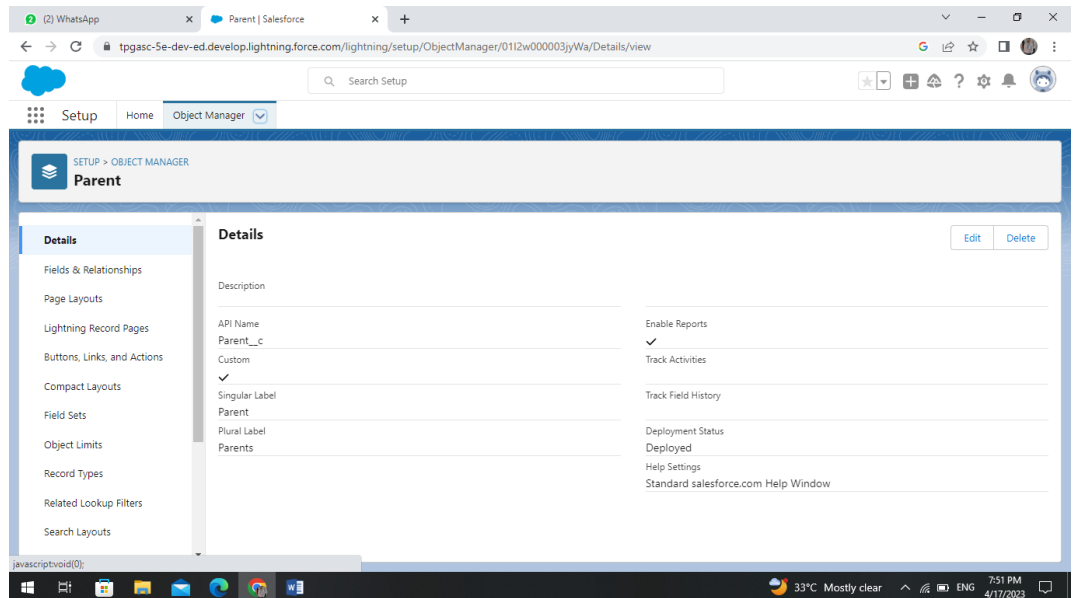 (2) WhatsApp
Parent | Salesforce
tpgasc-5e-dev-ed.develop.lightning.force.com/lightning/setup/ObjectManager/01I2w000003jyWa/Details/view
Search Setup
Setup
Home
Object Manager
SETUP > OBJECT MANAGER
Parent
Details
Fields & Relationships
Page Layouts
Lightning Record Pages
Buttons, Links, and Actions
Compact Layouts
Field Sets
Object Limits
Record Types
Related Lookup Filters
Search Layouts
Details
Edit
Delete
Description
API Name
Parent__c
Custom
Singular Label
Parent
Plural Label
Parents
Enable Reports
Track Activities
Track Field History
Deployment Status
Deployed
Help Settings
Standard salesforce.com Help Window
javascript:void(0);
33°C Mostly clear
ENG
7:51 PM
4/17/2023